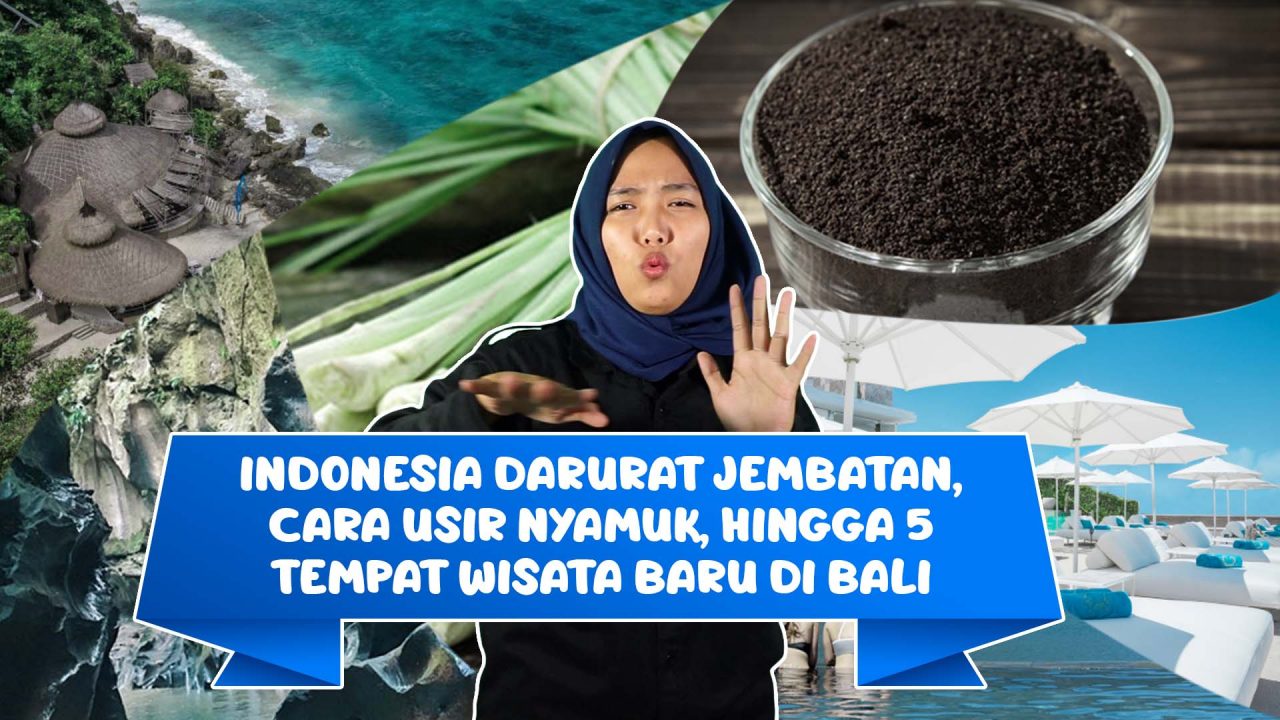 INDONESIA DARURAT JEMBATAN,
CARA USIR NYAMUK, HINGGA 5
TEMPAT WISATA BARU DI BALI